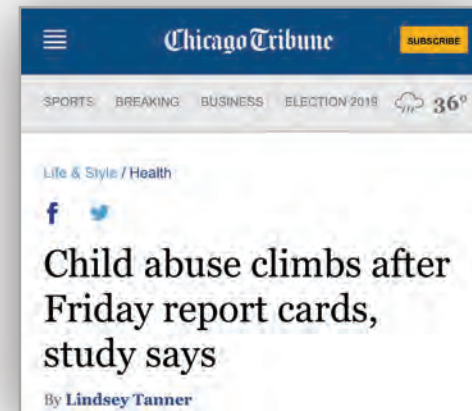 Chicago Tribune
SUBSCRIBE
SPORTS BREAKING BUSINESS ELECTION 2019 36°
Life & Style / Health
f
Child abuse climbs after
Friday report cards,
study says
By Lindsey Tanner